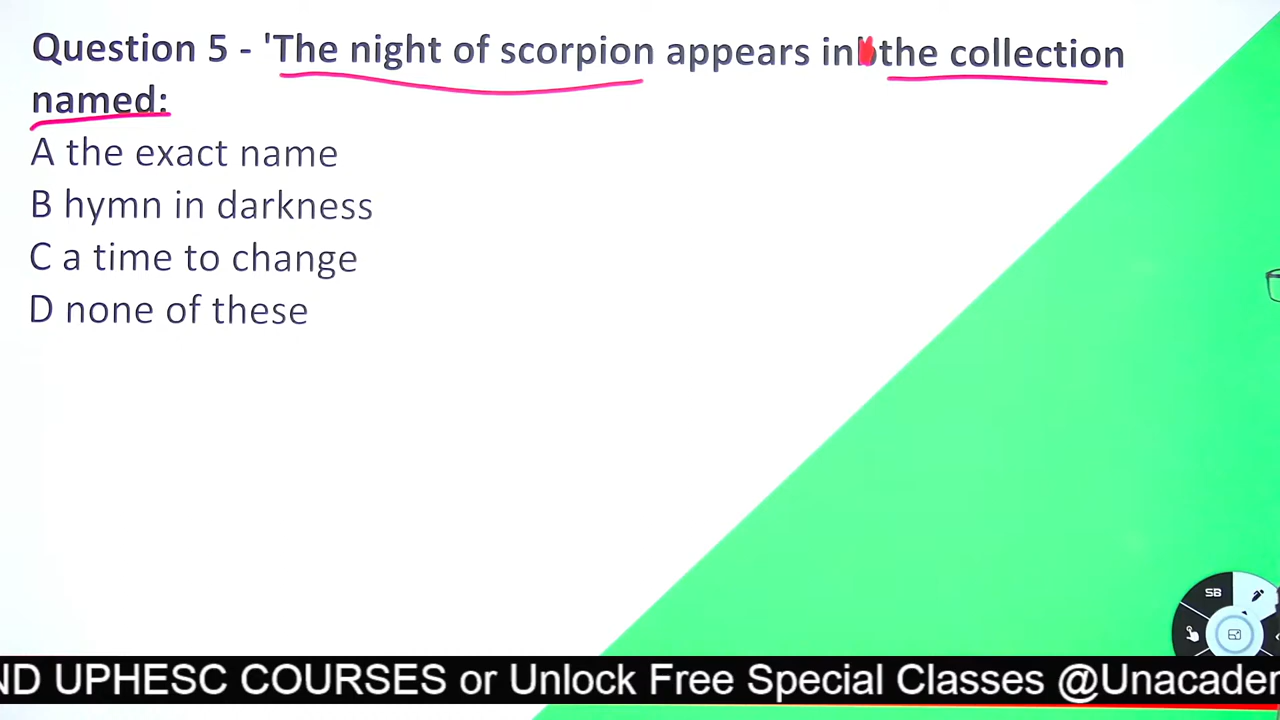 Question 5 - 'The night of scorpion appears in the collection
named:
A the exact name
B hymn in darkness
C a time to change
D none of these
SB
ND UPHESC COURSES or Unlock Free Special Classes @Unacader